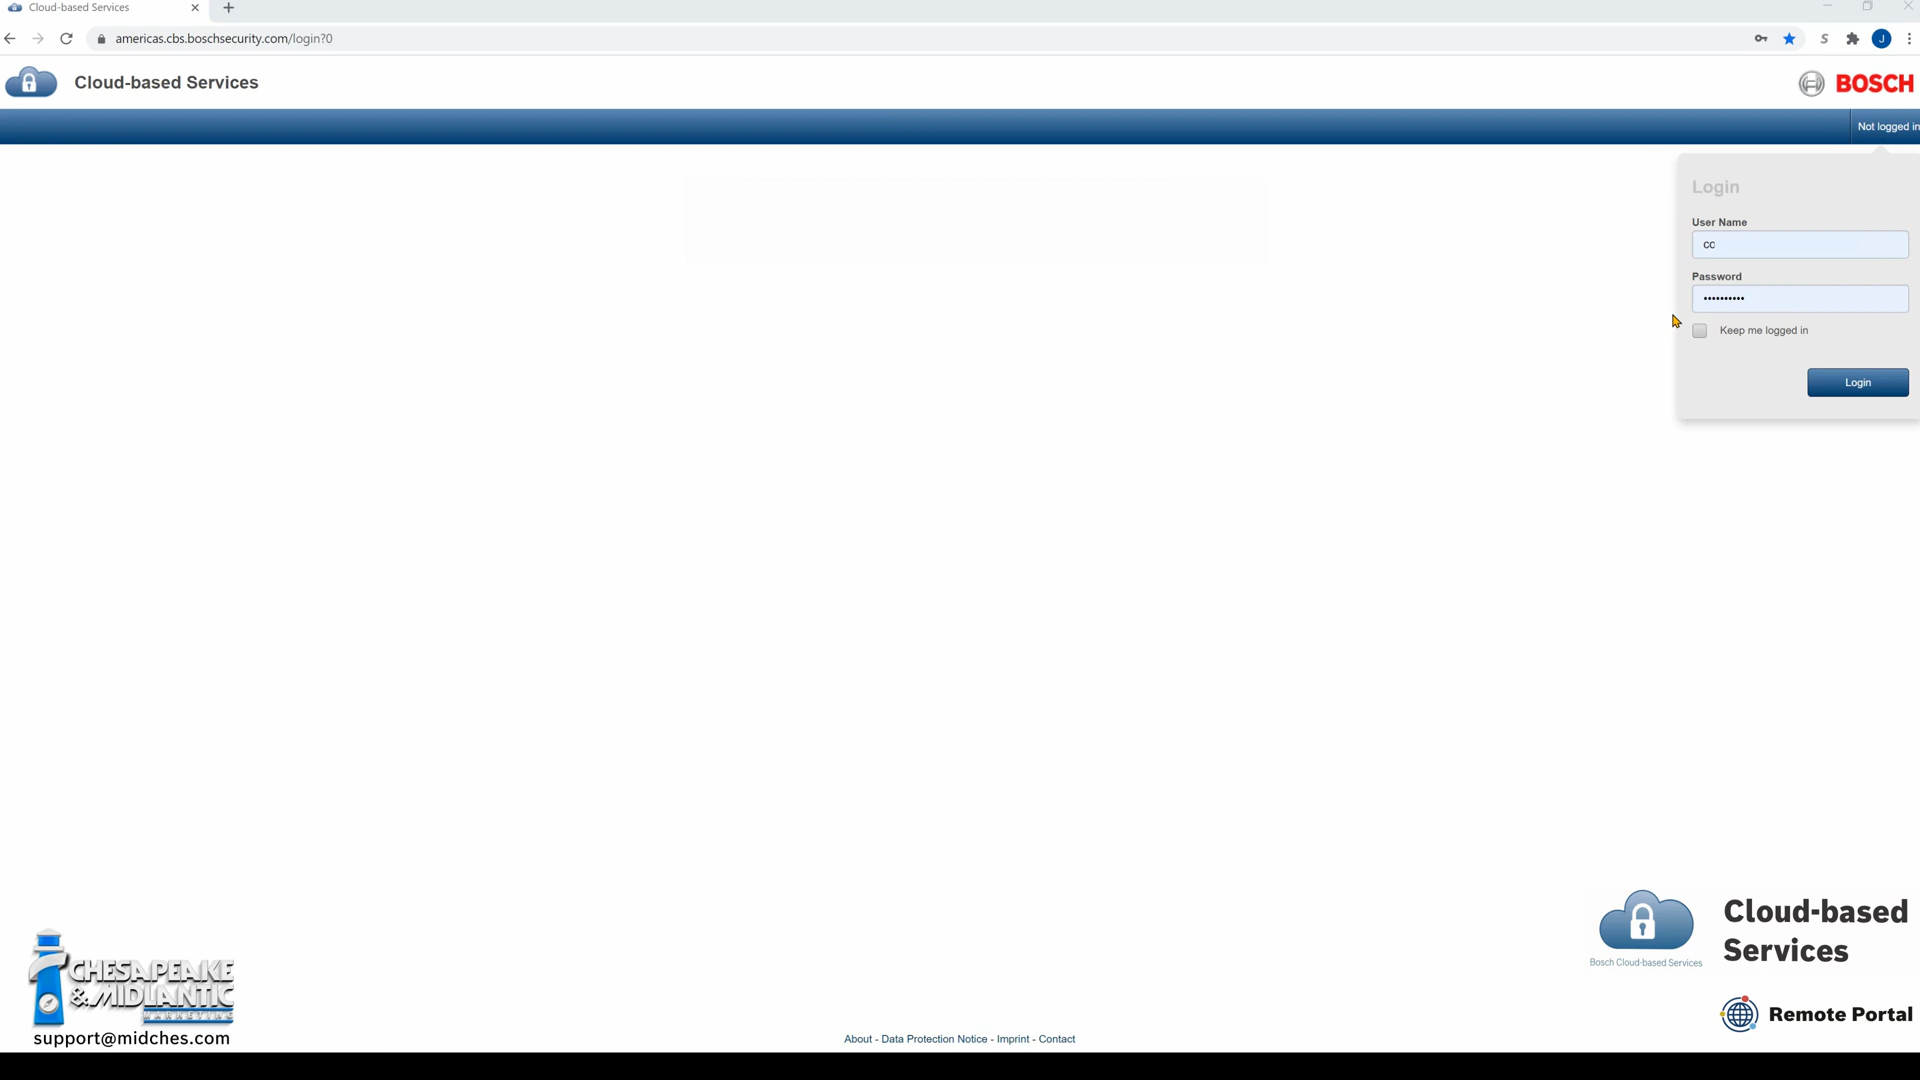 Cloud-based Services
americas.cbs.boschsecurity.com/login?0
S
J
Cloud-based Services
BOSCH
Not logged in
Login
User Name
cc
Password
••••••••••
Keep me logged in
Login
Cloud-based
Services
Bosch Cloud-based Services
Remote Portal
CHESAPEAKE
& MIDLANTIC
MARKETING
support@midches.com
About - Data Protection Notice - Imprint - Contact